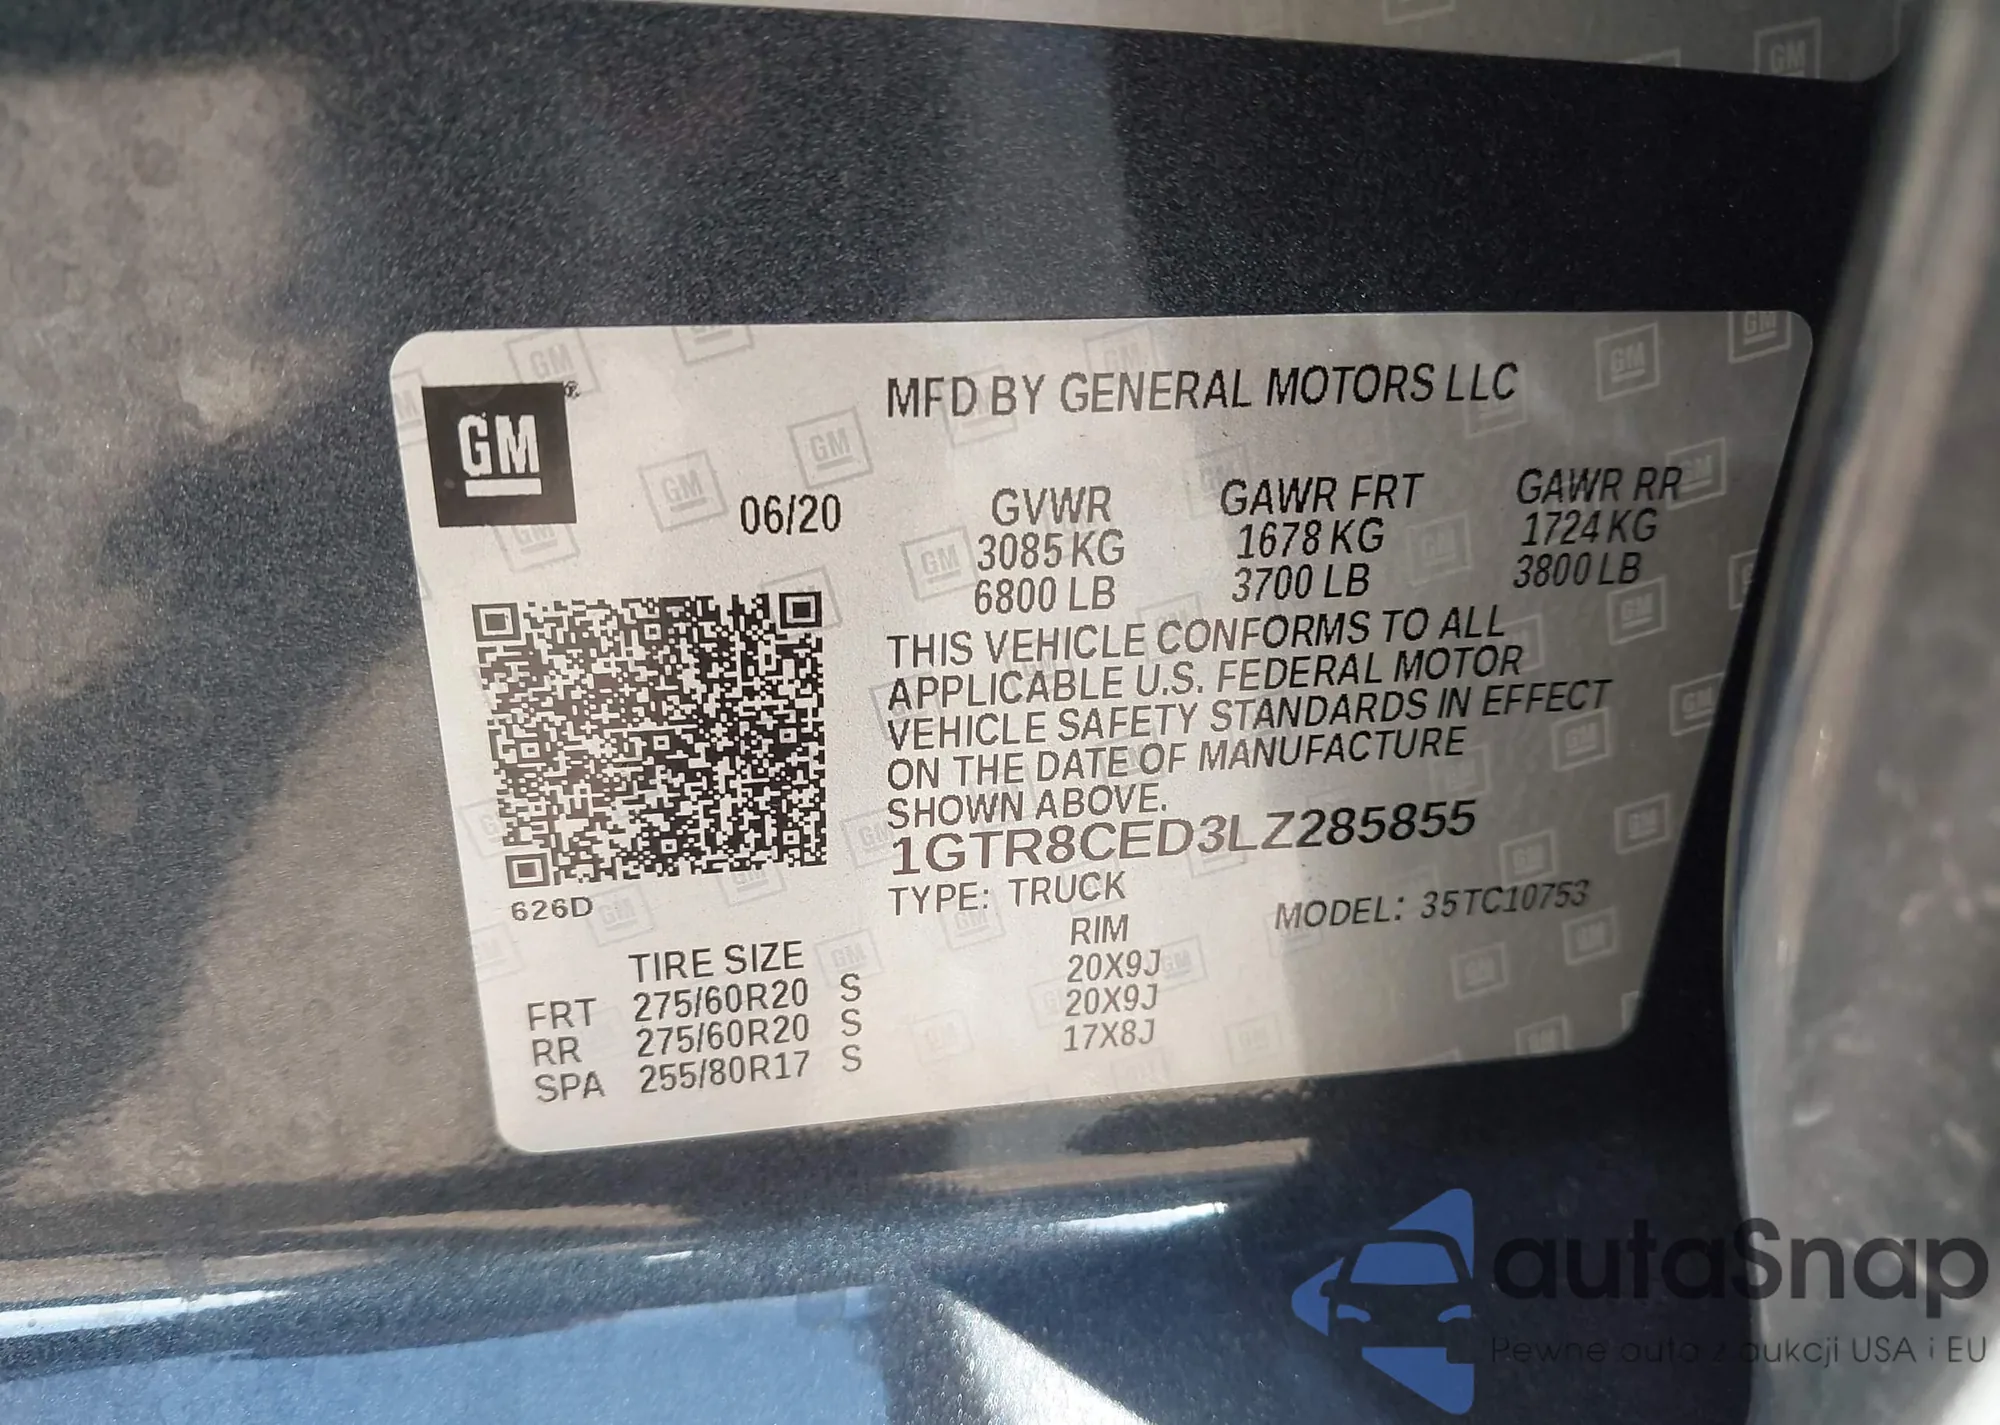 GM®
MFD BY GENERAL MOTORS LLC
06/20
GVWR GAWR FRT GAWR RR
3085 KG 1678 KG 1724 KG
6800 LB 3700 LB 3800 LB
THIS VEHICLE CONFORMS TO ALL
APPLICABLE U.S. FEDERAL MOTOR
VEHICLE SAFETY STANDARDS IN EFFECT
ON THE DATE OF MANUFACTURE
SHOWN ABOVE.
1GTR8CED3LZ285855
TYPE: TRUCK MODEL: 35TC10753
626D
TIRE SIZE RIM
FRT 275/60R20 S 20X9J
RR 275/60R20 S 20X9J
SPA 255/80R17 S 17X8J
autaSnap
Pewne auto z aukcji USA i EU